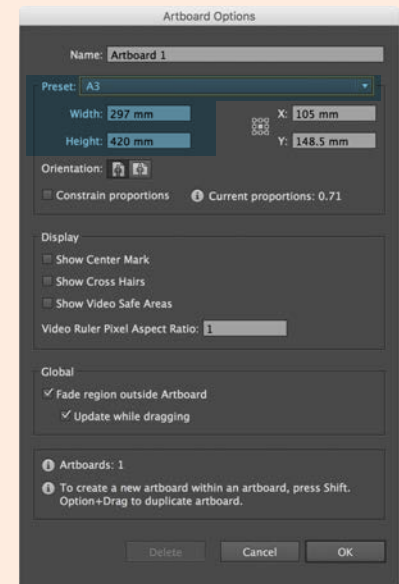 Artboard Options
Name: Artboard 1
Preset: A3
Width: 297 mm X: 105 mm
Height: 420 mm Y: 148.5 mm
Orientation:
Constrain proportions Current proportions: 0.71
Display
Show Center Mark
Show Cross Hairs
Show Video Safe Areas
Video Ruler Pixel Aspect Ratio: 1
Global
Fade region outside Artboard
Update while dragging
Artboards: 1
To create a new artboard within an artboard, press Shift.
Option+Drag to duplicate artboard.
Delete Cancel OK